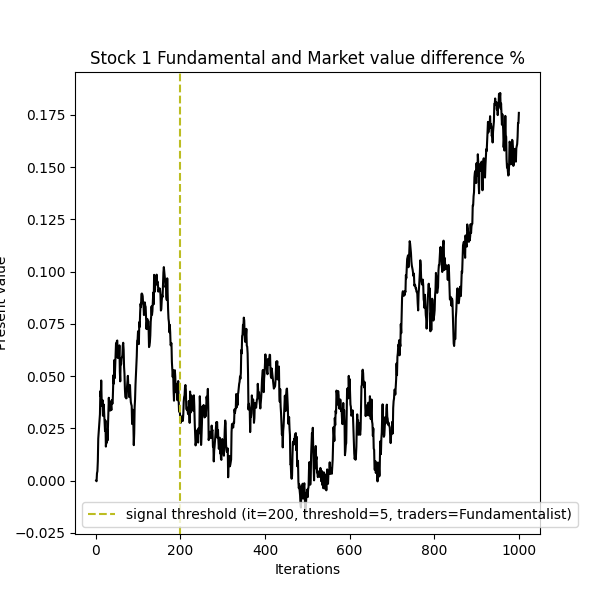 Stock 1 Fundamental and Market value difference %
0.175
0.150
0.125
0.100
0.075
0.050
0.025
0.000
−0.025
Present value
signal threshold (it=200, threshold=5, traders=Fundamentalist)
0 200 400 600 800 1000
Iterations